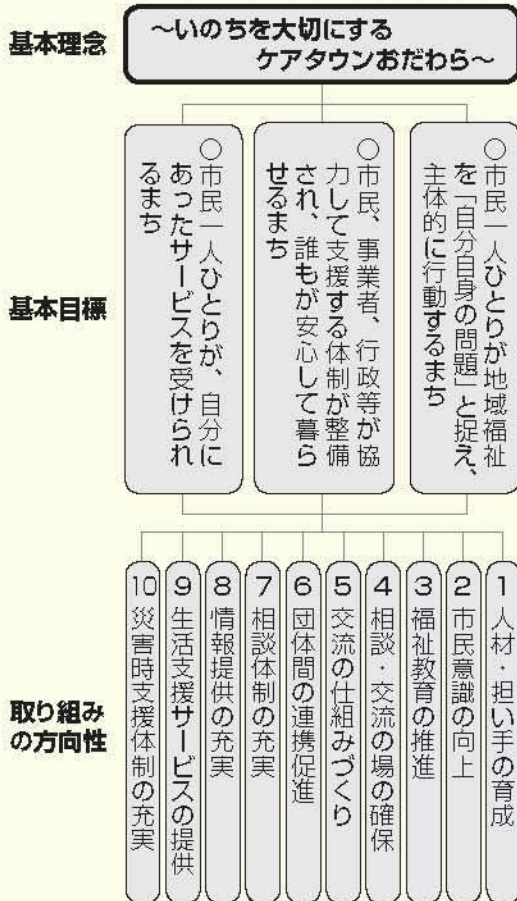 基本理念
～いのちを大切にする
ケアタウンおだわら～
基本目標
○市民一人ひとりが地域福祉
を「自分自身の問題」と捉え、
主体的に行動するまち
○市民、事業者、行政等が協
力して支援する体制が整備
され、誰もが安心して暮ら
せるまち
○市民一人ひとりが、自分に
あったサービスを受けられ
るまち
取り組み
の方向性
1 人材・担い手の育成
2 市民意識の向上
3 福祉教育の推進
4 相談・交流の場の確保
5 交流の仕組みづくり
6 団体間の連携促進
7 相談体制の充実
8 情報提供の充実
9 生活支援サービスの提供
10 災害時支援体制の充実